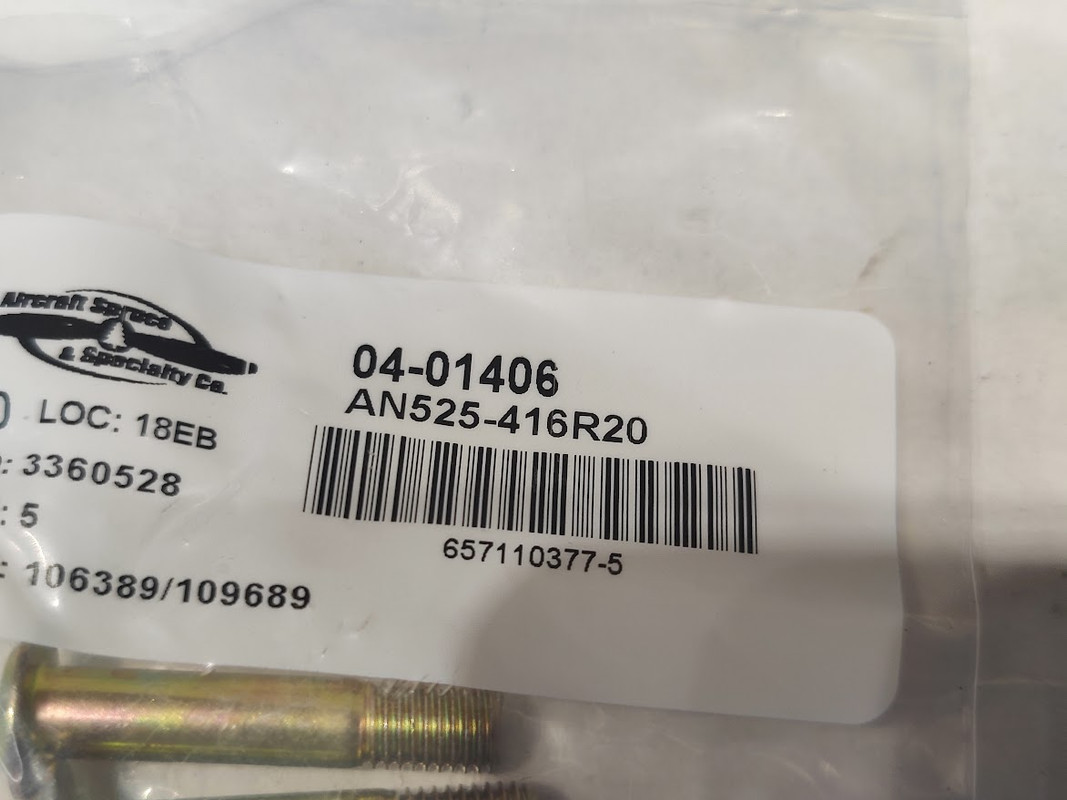 Aircraft Spruce
& Specialty Co.
04-01406
AN525-416R20
LOC: 18EB
: 3360528
: 5
657110377-5
: 106389/109689